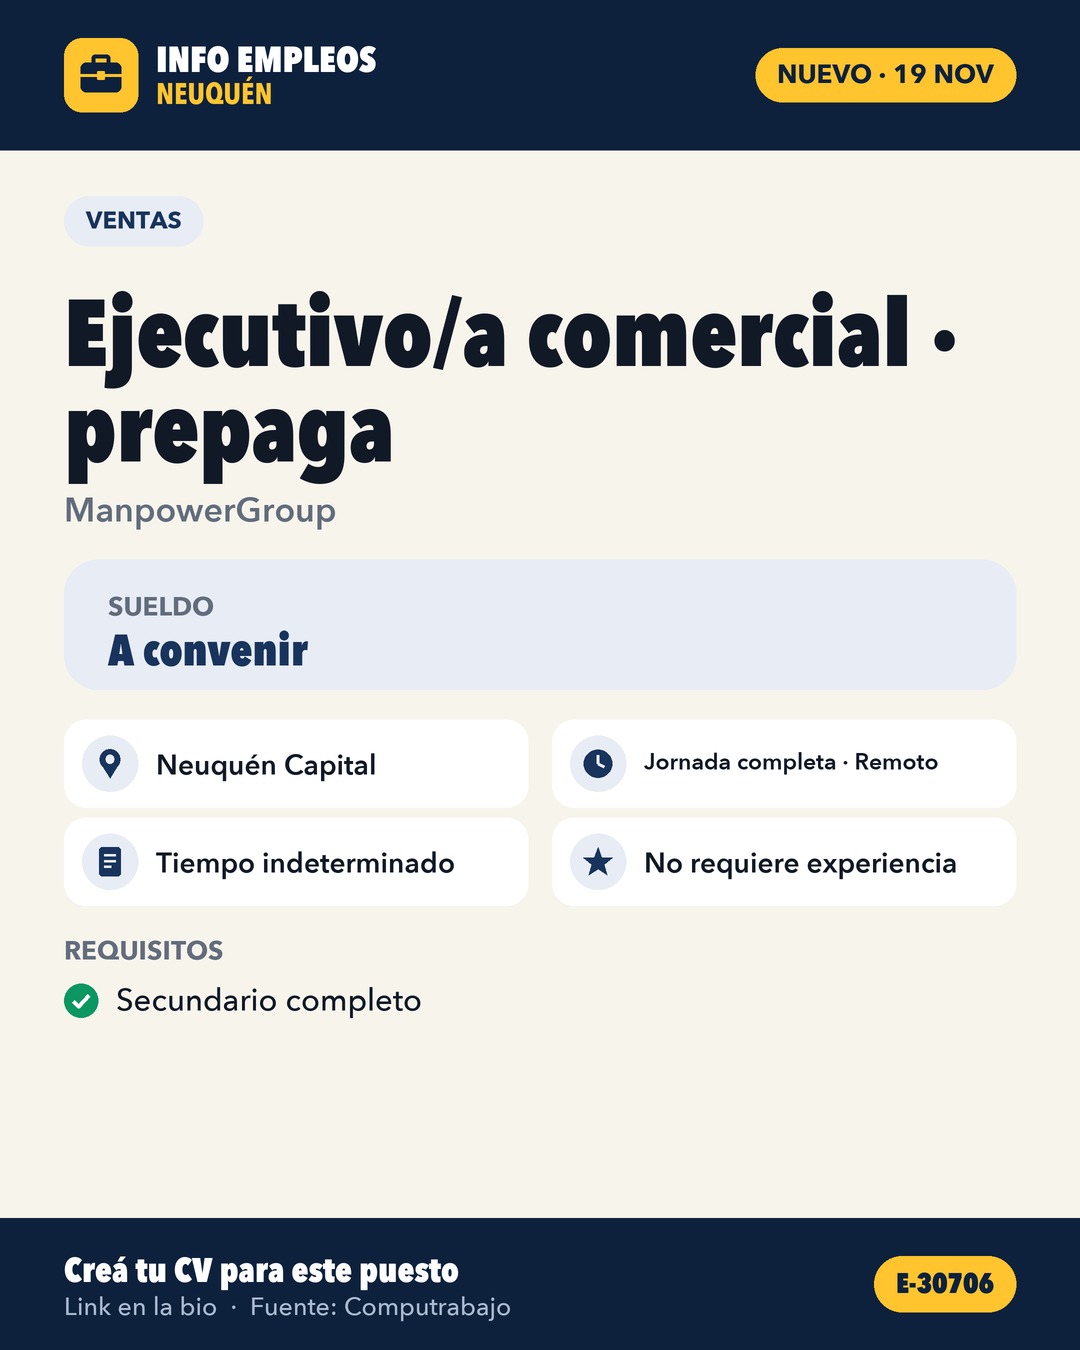 INFO EMPLEOS
NEUQUÉN
NUEVO · 19 NOV
VENTAS
Ejecutivo/a comercial ·
prepaga
ManpowerGroup
SUELDO
A convenir
Neuquén Capital
Jornada completa · Remoto
Tiempo indeterminado
No requiere experiencia
REQUISITOS
Secundario completo
Creá tu CV para este puesto
Link en la bio · Fuente: Computrabajo
E-30706